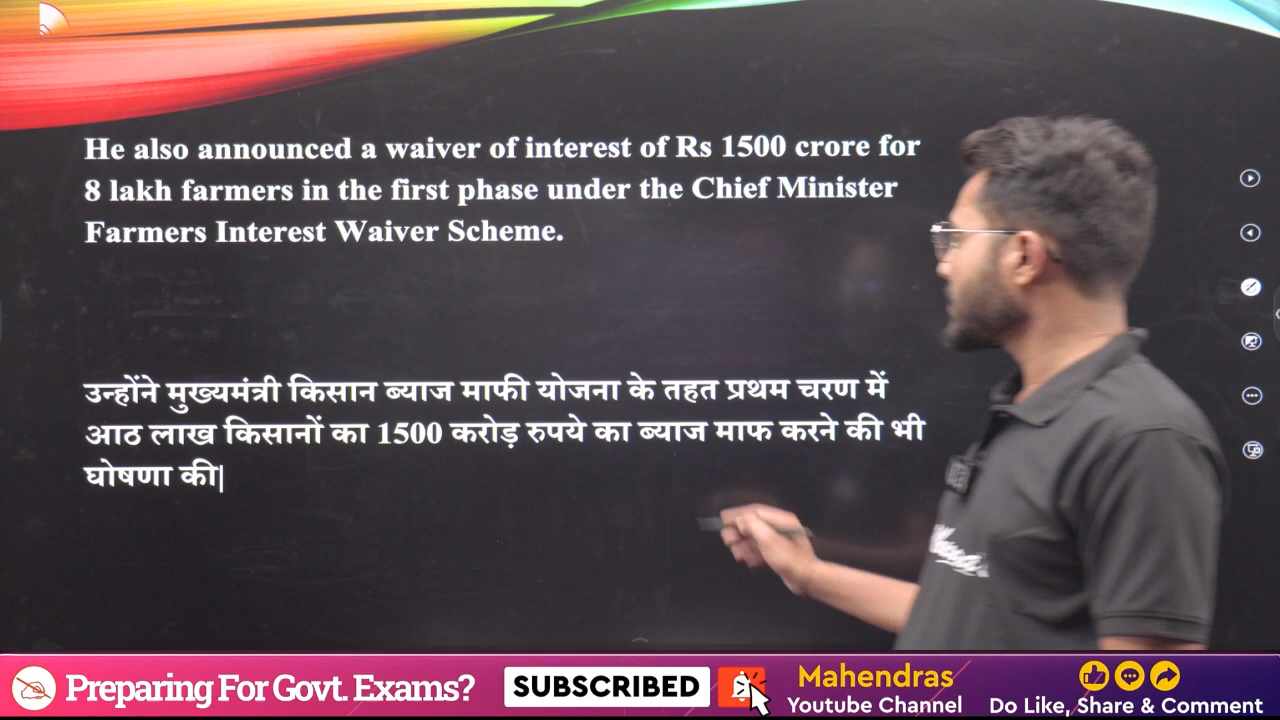 He also announced a waiver of interest of Rs 1500 crore for
8 lakh farmers in the first phase under the Chief Minister
Farmers Interest Waiver Scheme.
उन्होंने मुख्यमंत्री किसान ब्याज माफी योजना के तहत प्रथम चरण में
आठ लाख किसानों का 1500 करोड़ रुपये का ब्याज माफ करने की भी
घोषणा की|
Preparing For Govt. Exams?
SUBSCRIBED
Mahendras
Youtube Channel
Do Like, Share & Comment